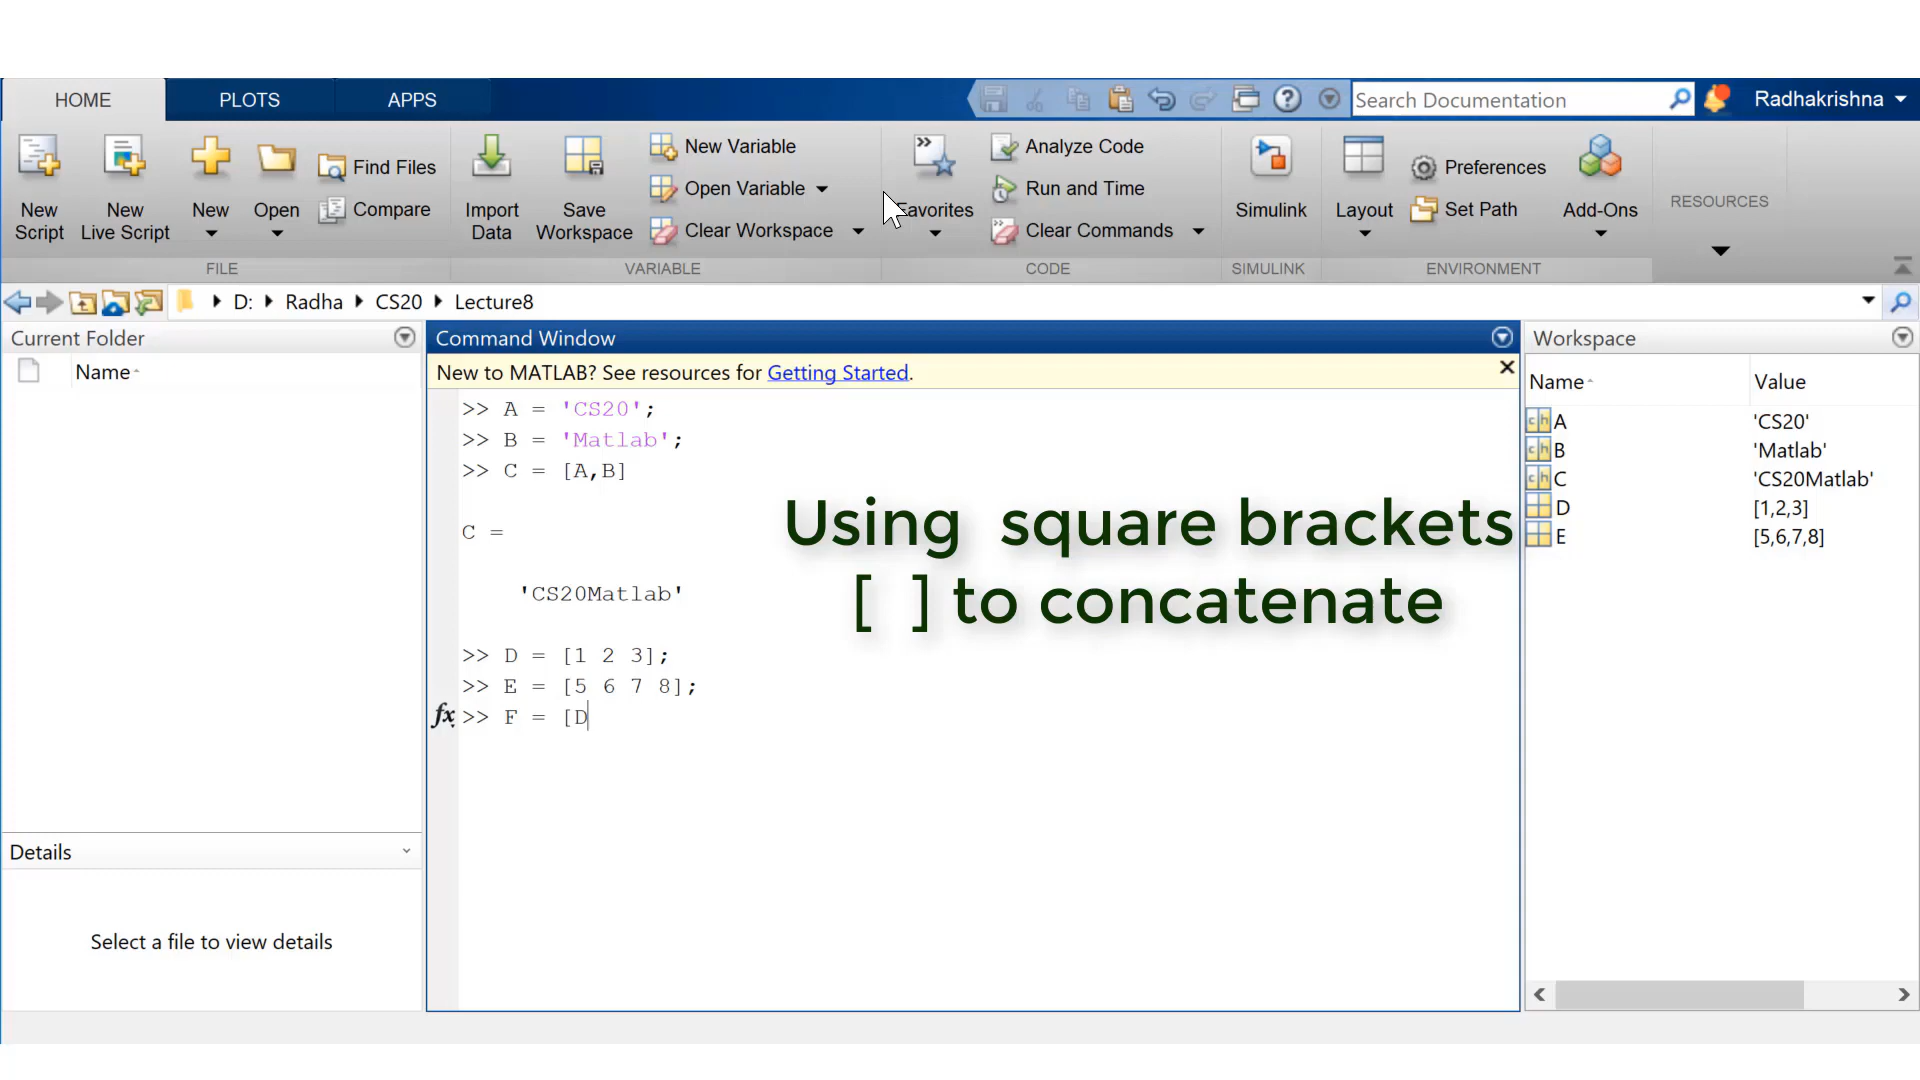 HOME
PLOTS
APPS
Search Documentation
Radhakrishna
New Script
New Live Script
New
Open
Find Files
Compare
Import Data
Save Workspace
New Variable
Open Variable
Clear Workspace
Favorites
Analyze Code
Run and Time
Clear Commands
Simulink
Layout
Preferences
Set Path
Add-Ons
RESOURCES
FILE
VARIABLE
CODE
SIMULINK
ENVIRONMENT
D: Radha CS20 Lecture8
Current Folder
Name
Details
Select a file to view details
Command Window
New to MATLAB? See resources for Getting Started.
>> A = 'CS20';
>> B = 'Matlab';
>> C = [A,B]
C =
'CS20Matlab'
>> D = [1 2 3];
>> E = [5 6 7 8];
fx >> F = [D
Using square brackets
[ ] to concatenate
Workspace
Name Value
A 'CS20'
B 'Matlab'
C 'CS20Matlab'
D [1,2,3]
E [5,6,7,8]